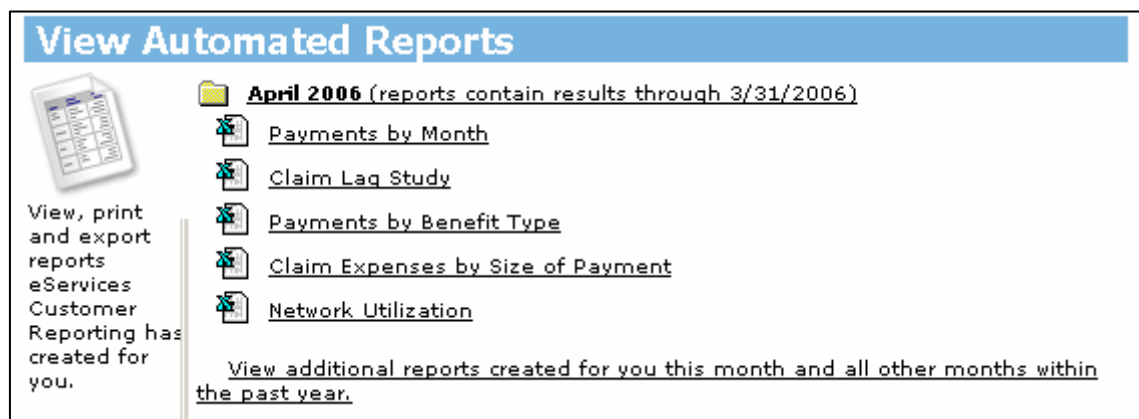 View Automated Reports
April 2006 (reports contain results through 3/31/2006)
Payments by Month
Claim Lag Study
Payments by Benefit Type
Claim Expenses by Size of Payment
Network Utilization
View additional reports created for you this month and all other months within
the past year.
View, print
and export
reports
eServices
Customer
Reporting has
created for
you.